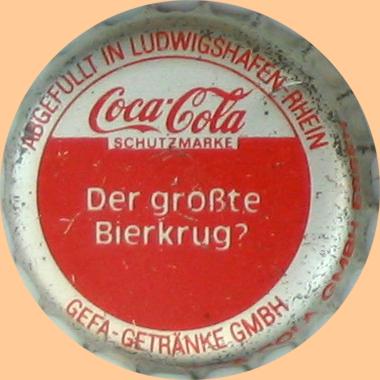 ABGEFÜLLT IN LUDWIGSHAFEN/RHEIN
Coca-Cola
SCHUTZMARKE
Der größte
Bierkrug?
GEFA-GETRÄNKE GMBH